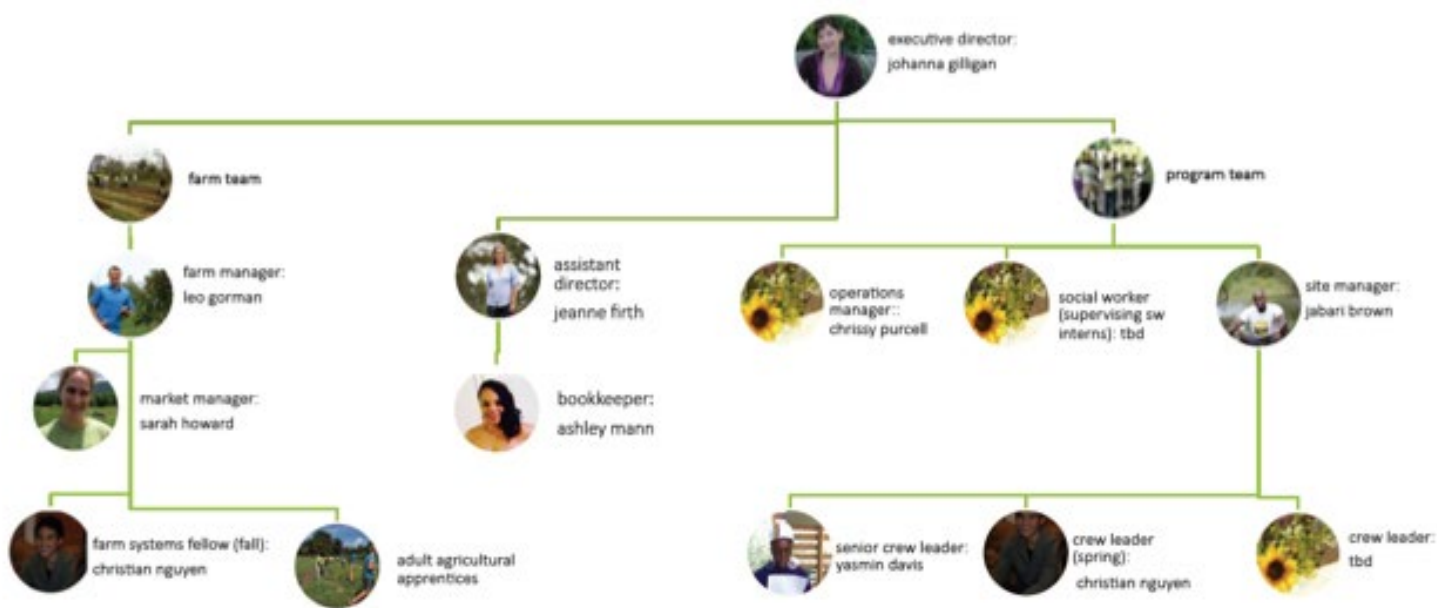 executive director:
johanna gilligan
farm team
program team
farm manager:
leo gorman
assistant
director:
jeanne firth
operations
manager::
chrissy purcell
social worker
(supervising sw
interns): tbd
site manager:
jabari brown
market manager:
sarah howard
bookkeeper:
ashley mann
farm systems fellow (fall):
christian nguyen
adult agricultural
apprentices
senior crew leader:
yasmin davis
crew leader
(spring):
christian nguyen
crew leader:
tbd